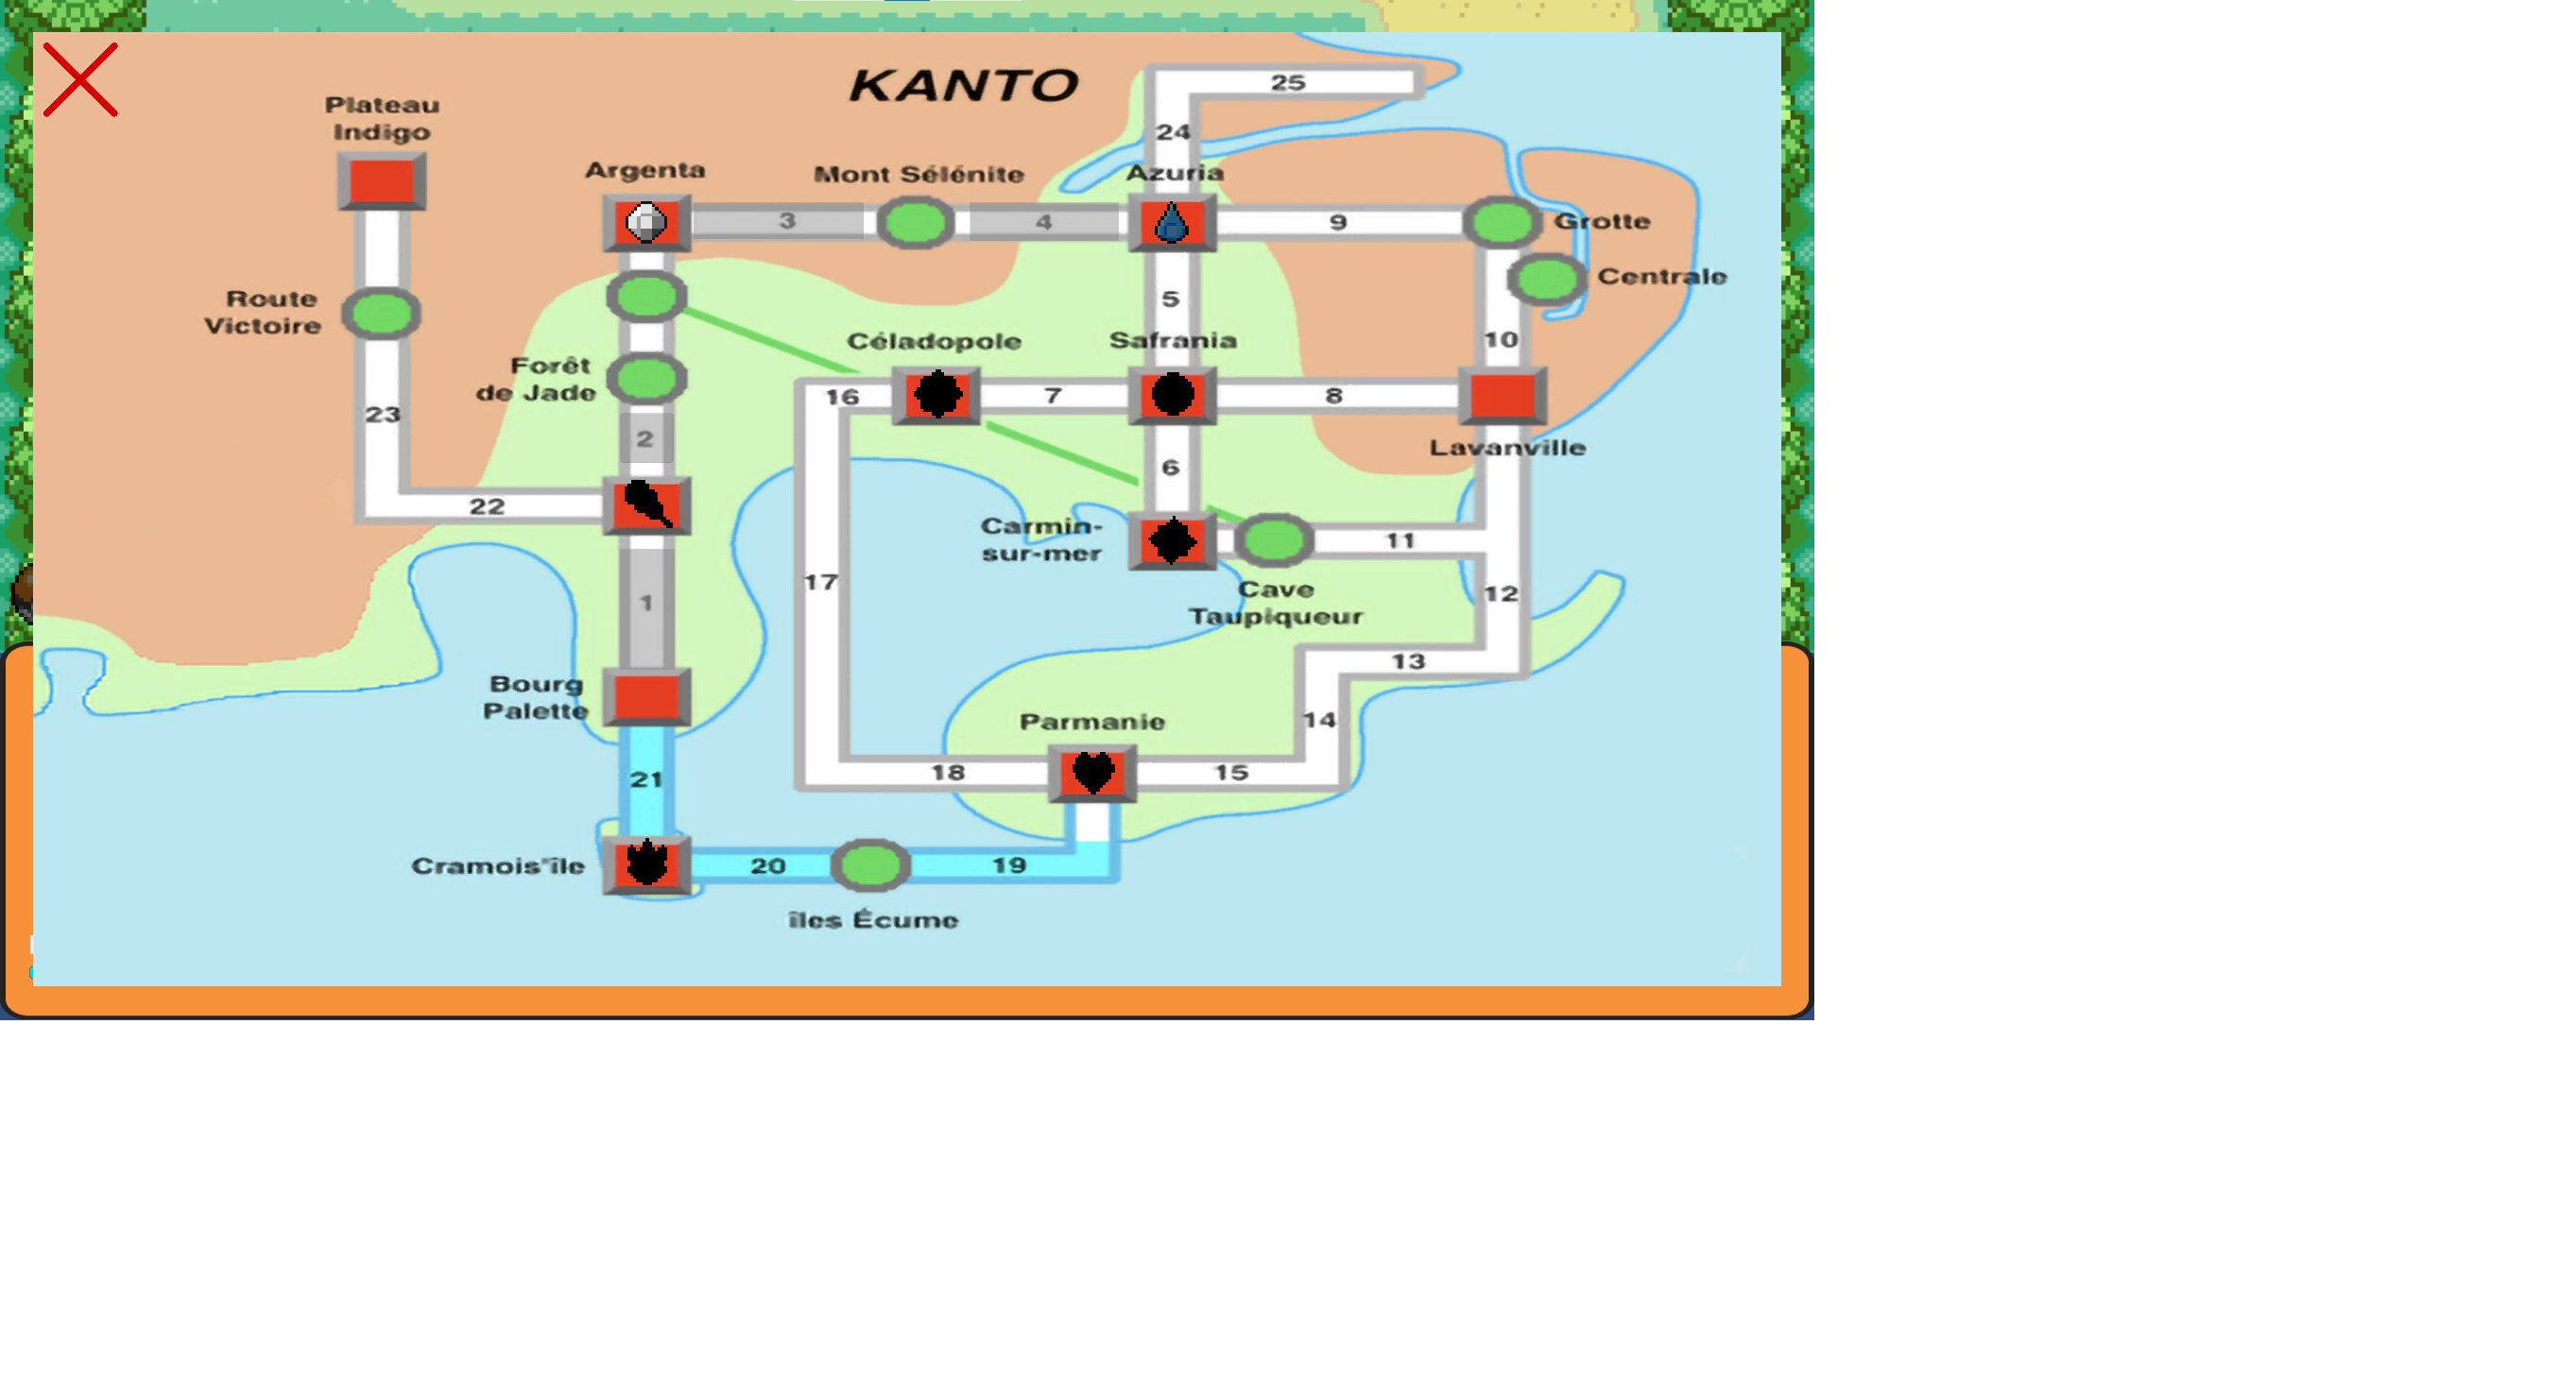 KANTO
25
Plateau
Indigo
24
Argenta
Mont Sélénite
Azuria
3
4
9
Grotte
Centrale
Route
Victoire
5
10
Céladopole
Safrania
Forêt
de Jade
16
7
8
23
2
Lavanville
6
22
Carmin-
sur-mer
11
17
Cave
Taupiqueur
12
1
13
Bourg
Palette
Parmanie
14
21
18
15
Cramois'île
20
19
îles Écume